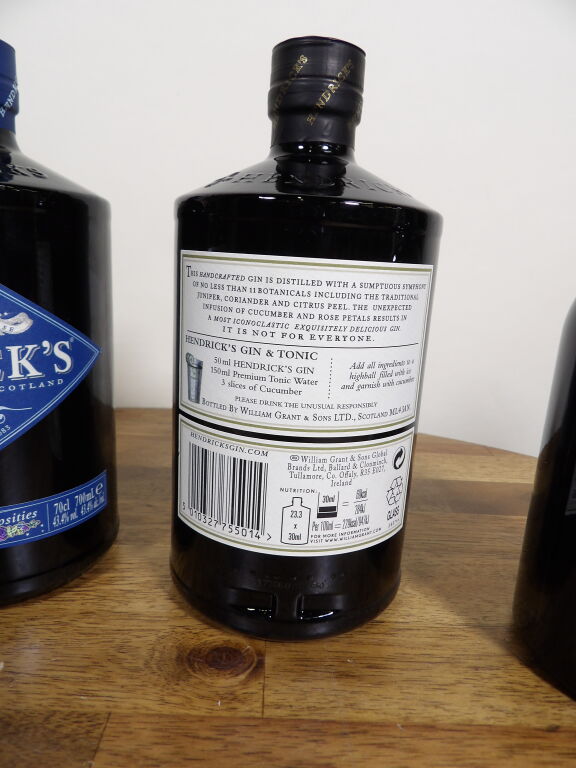 HENDRICK'S
HENDRICK'S
THIS HANDCRAFTED GIN IS DISTILLED WITH A SUMPTUOUS SYMPHONY
OF NO LESS THAN 11 BOTANICALS INCLUDING THE TRADITIONAL
JUNIPER, CORIANDER AND CITRUS PEEL. THE UNEXPECTED
INFUSION OF CUCUMBER AND ROSE PETALS RESULTS IN
A MOST ICONOCLASTIC EXQUISITELY DELICIOUS GIN.
IT IS NOT FOR EVERYONE.
HENDRICK'S GIN & TONIC
50ml HENDRICK'S GIN
150ml Premium Tonic Water
3 slices of Cucumber
Add all ingredients to a
highball filled with ice
and garnish with cucumber
PLEASE DRINK THE UNUSUAL RESPONSIBLY
BOTTLED BY WILLIAM GRANT & SONS LTD., SCOTLAND ML4 3AN
HENDRICKSGIN.COM
5 010327 755014 >
William Grant & Sons Global
Brands Ltd, Ballard & Clonminch,
Tullamore, Co. Offaly, R35 E027,
Ireland
NUTRITION:
23.3
x
30ml
30ml
=
Per 100ml =
FOR MORE INFORMATION
VISIT WWW.WILLIAMGRANT.COM
GLASS
K'S
SCOTLAND
70cl 700mL e
43.4% vol.